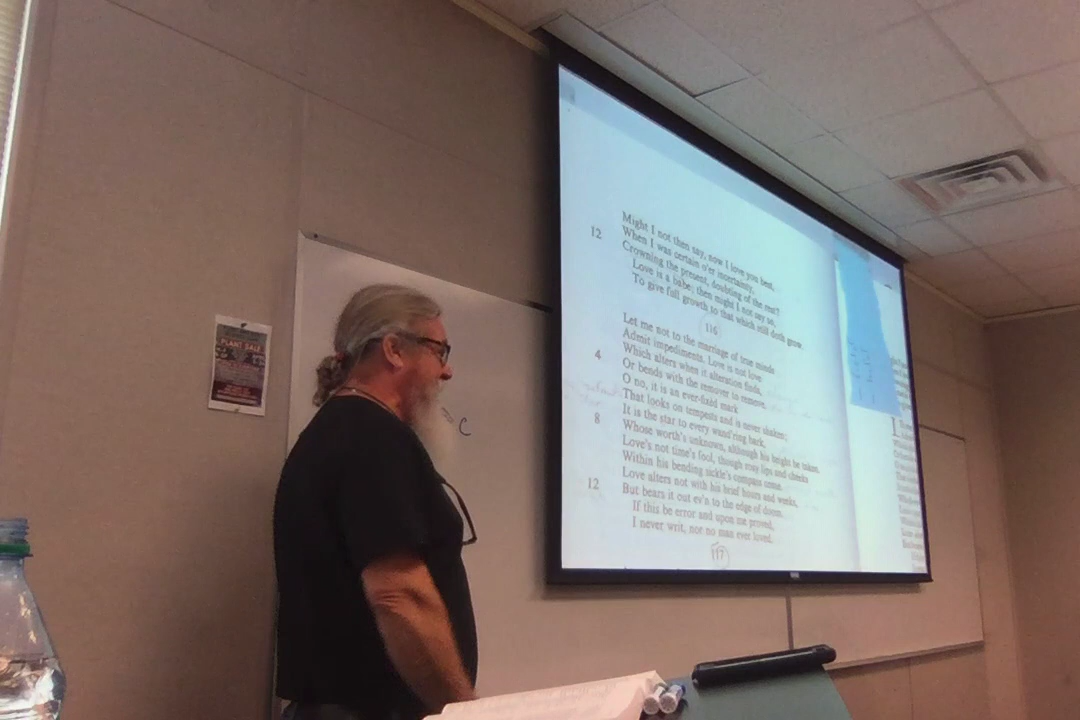 PLANT SALE
C
Might I not then say, now I love you best,
12
When I was certain o'er incertainty,
Crowning the present, doubting of the rest?
Love is a babe; then might I not say so,
To give full growth to that which still doth grow.
116
Let me not to the marriage of true minds
Admit impediments. Love is not love
4
Which alters when it alteration finds,
Or bends with the remover to remove.
O no, it is an ever-fixèd mark
That looks on tempests and is never shaken;
8
It is the star to every wand'ring bark,
Whose worth's unknown, although his height be taken.
Love's not time's fool, though rosy lips and cheeks
Within his bending sickle's compass come.
Love alters not with his brief hours and weeks,
12
But bears it out ev'n to the edge of doom.
If this be error and upon me proved,
I never writ, nor no man ever loved.
117